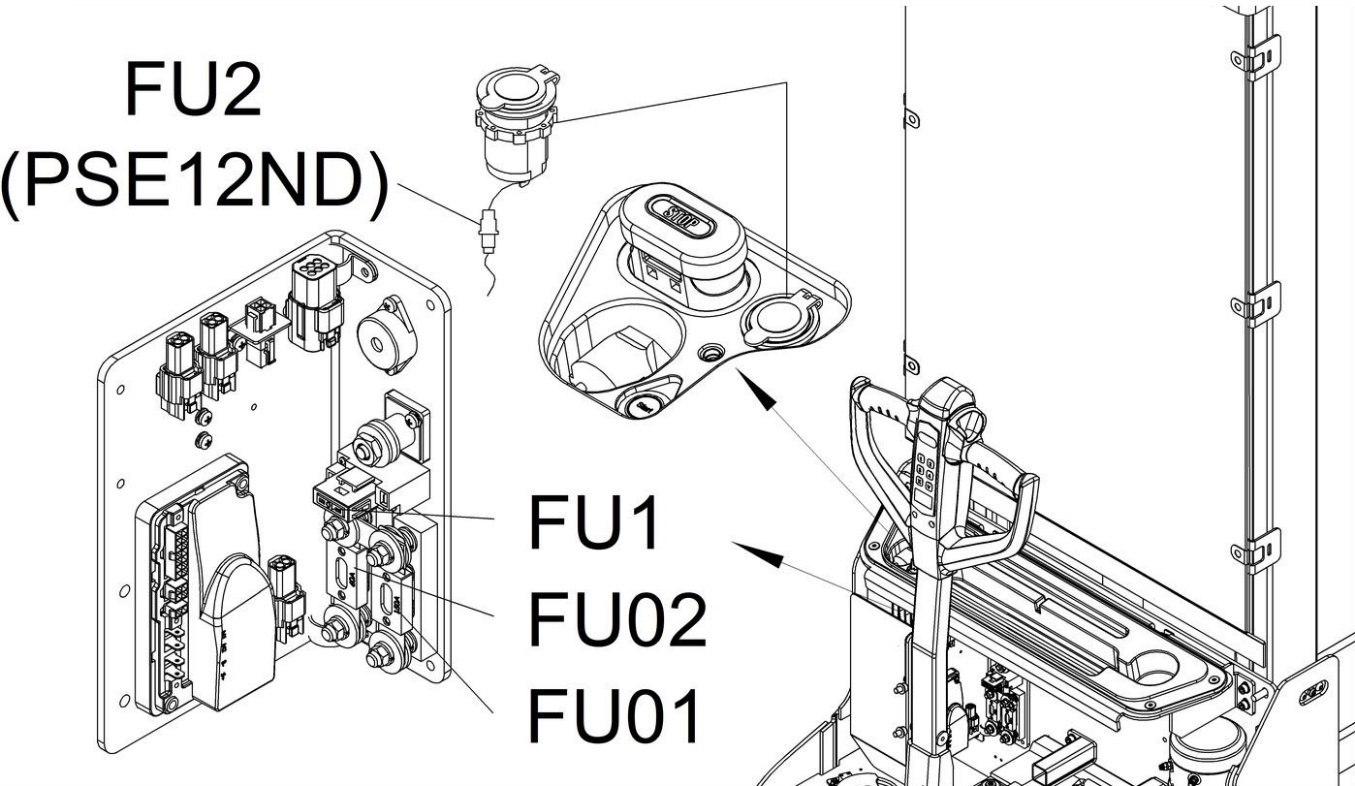 FU2
(PSE12ND)
STOP
FU1
FU02
FU01